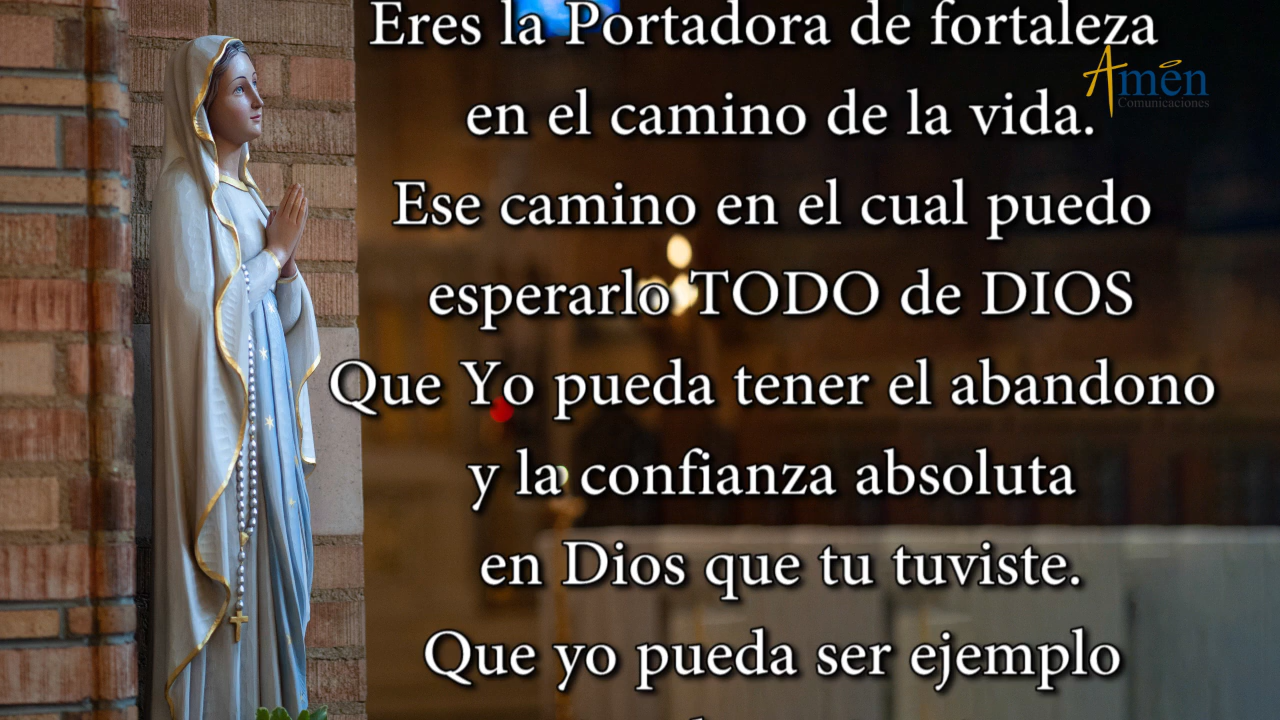 Eres la Portadora de fortaleza
Amén
Comunicaciones
en el camino de la vida.
Ese camino en el cual puedo
esperarlo TODO de DIOS
Que Yo pueda tener el abandono
y la confianza absoluta
en Dios que tu tuviste.
Que yo pueda ser ejemplo